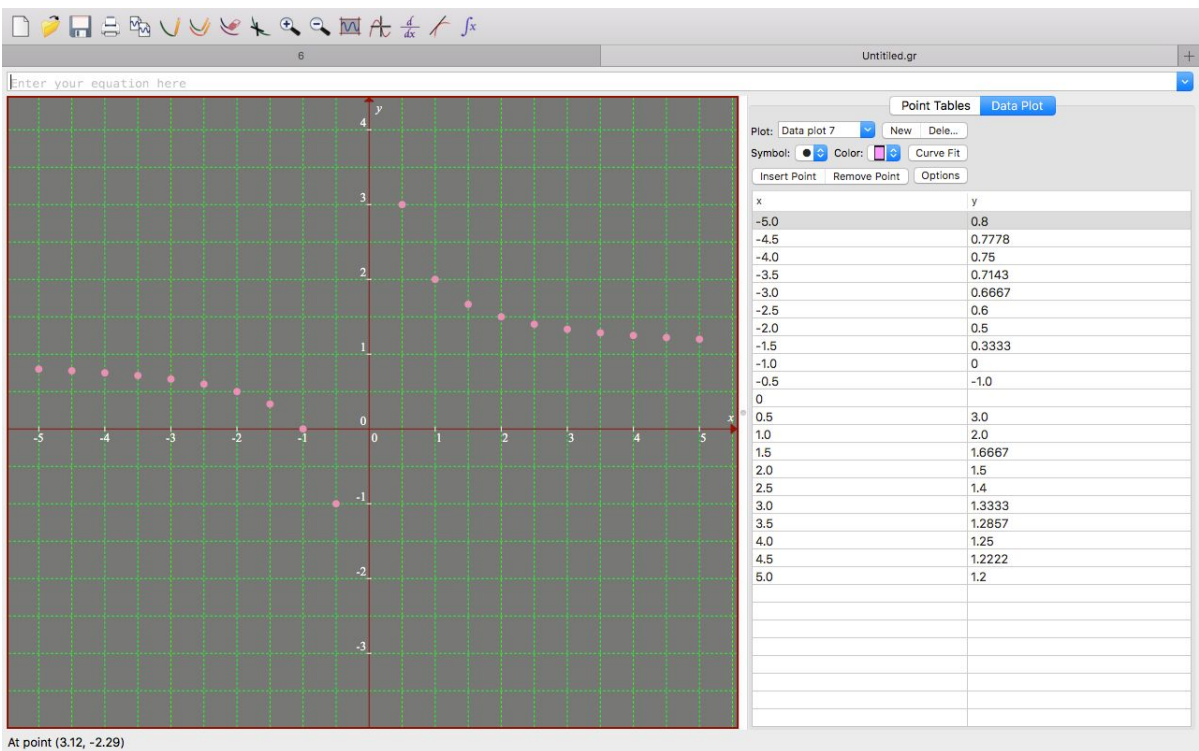 d/dx ∫x
6 Untitiled.gr +
Enter your equation here
Point Tables Data Plot
Plot: Data plot 7 New Dele...
Symbol: Color: Curve Fit
Insert Point Remove Point Options
x y
-5.0 0.8
-4.5 0.7778
-4.0 0.75
-3.5 0.7143
-3.0 0.6667
-2.5 0.6
-2.0 0.5
-1.5 0.3333
-1.0 0
-0.5 -1.0
0
0.5 3.0
1.0 2.0
1.5 1.6667
2.0 1.5
2.5 1.4
3.0 1.3333
3.5 1.2857
4.0 1.25
4.5 1.2222
5.0 1.2
y
4
3
2
1
0
x
-5 -4 -3 -2 -1 0 1 2 3 4 5
-1
-2
-3
At point (3.12, -2.29)